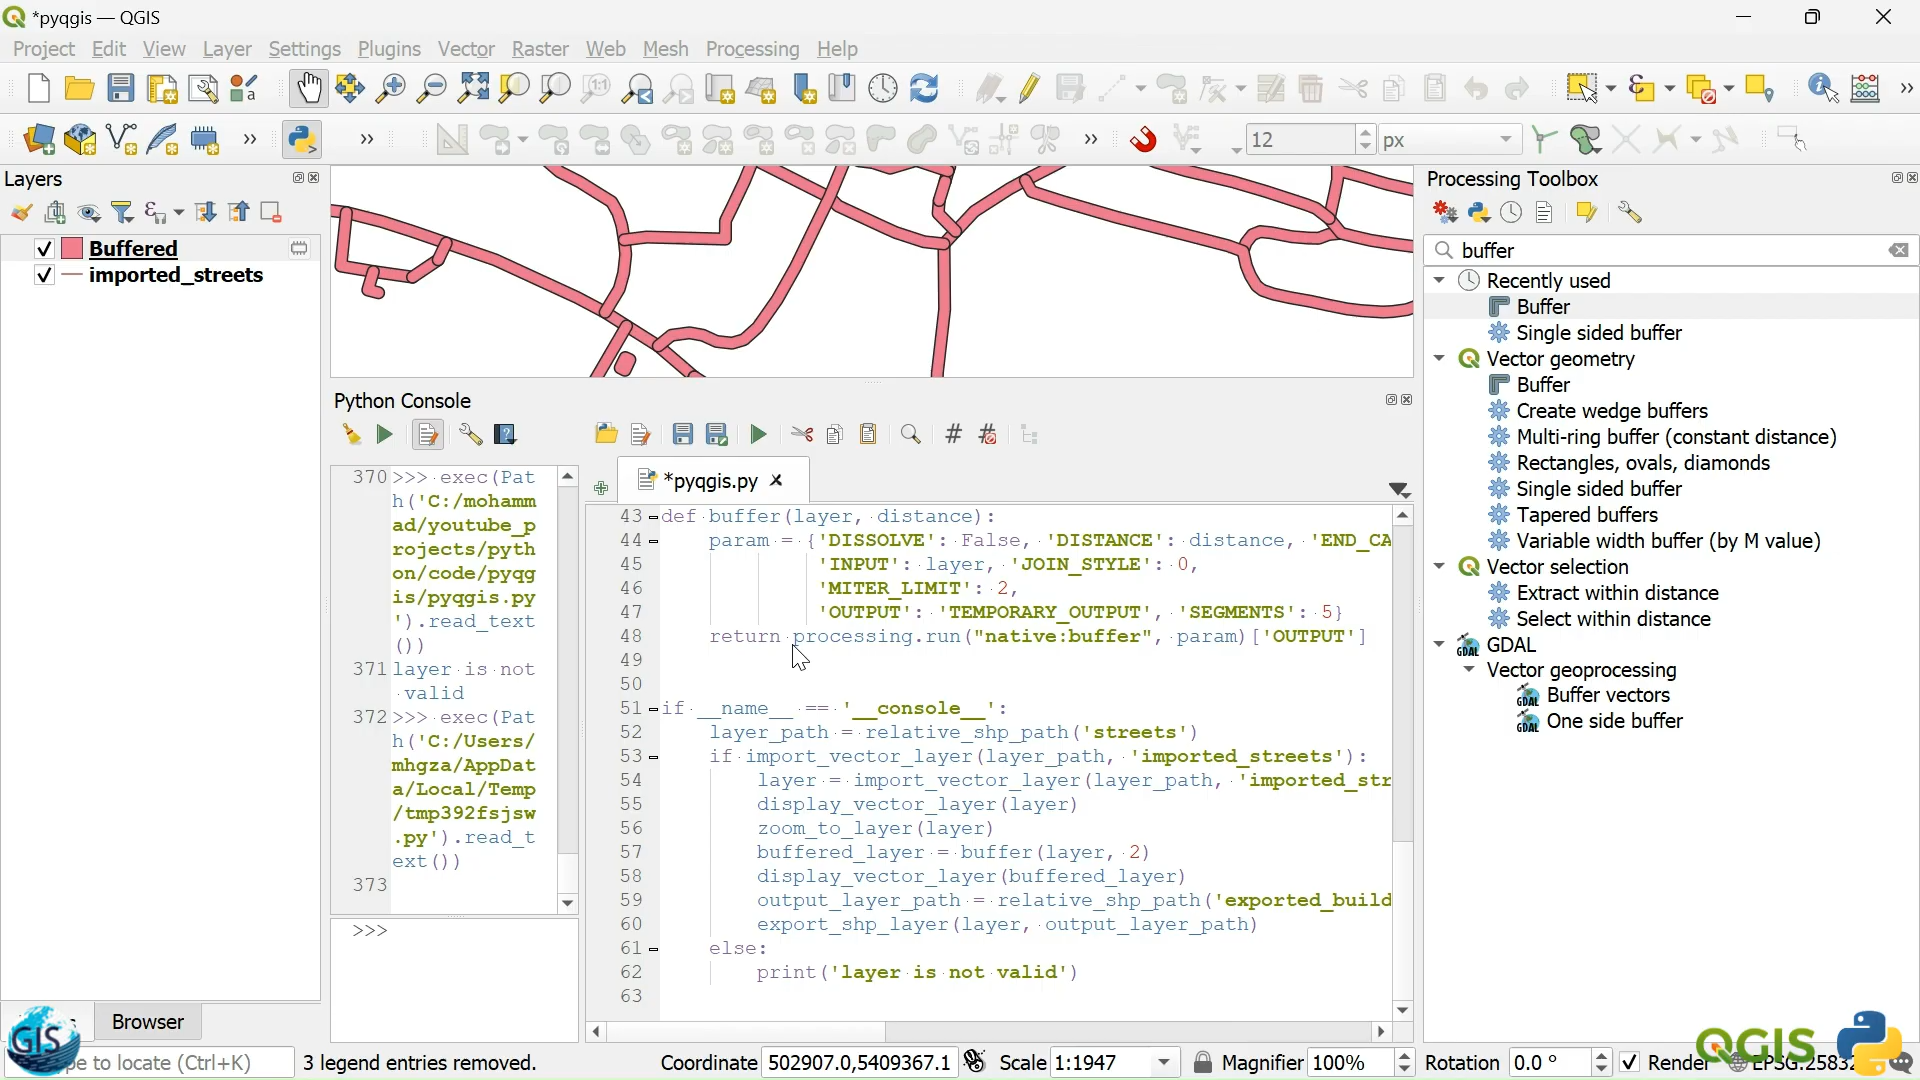 *pyqgis — QGIS
Project Edit View Layer Settings Plugins Vector Raster Web Mesh Processing Help
12 px
Layers
Buffered
imported_streets
Browser
Python Console
370 >>> exec(Pat
h('C:/mohamm
ad/youtube_p
rojects/pyth
on/code/pyqg
is/pyqgis.py
').read_text
())
371 layer is not
valid
372 >>> exec(Pat
h('C:/Users/
mhgza/AppDat
a/Local/Temp
/tmp392fsjsw
.py').read_t
ext())
373
>>>
*pyqgis.py
43 def buffer(layer, distance):
44 param = {'DISSOLVE': False, 'DISTANCE': distance, 'END_CA
45 'INPUT': layer, 'JOIN_STYLE': 0,
46 'MITER_LIMIT': 2,
47 'OUTPUT': 'TEMPORARY_OUTPUT', 'SEGMENTS': 5}
48 return processing.run("native:buffer", param)['OUTPUT']
49
50
51 if __name__ == '__console__':
52 layer_path = relative_shp_path('streets')
53 if import_vector_layer(layer_path, 'imported_streets'):
54 layer = import_vector_layer(layer_path, 'imported_str
55 display_vector_layer(layer)
56 zoom_to_layer(layer)
57 buffered_layer = buffer(layer, 2)
58 display_vector_layer(buffered_layer)
59 output_layer_path = relative_shp_path('exported_build
60 export_shp_layer(layer, output_layer_path)
61 else:
62 print('layer is not valid')
63
Processing Toolbox
buffer
Recently used
Buffer
Single sided buffer
Vector geometry
Buffer
Create wedge buffers
Multi-ring buffer (constant distance)
Rectangles, ovals, diamonds
Single sided buffer
Tapered buffers
Variable width buffer (by M value)
Vector selection
Extract within distance
Select within distance
GDAL GDAL
Vector geoprocessing
GDAL Buffer vectors
GDAL One side buffer
GIS
QGIS
pe to locate (Ctrl+K) 3 legend entries removed. Coordinate 502907.0,5409367.1 Scale 1:1947 Magnifier 100% Rotation 0.0 ° Render EPSG:2583